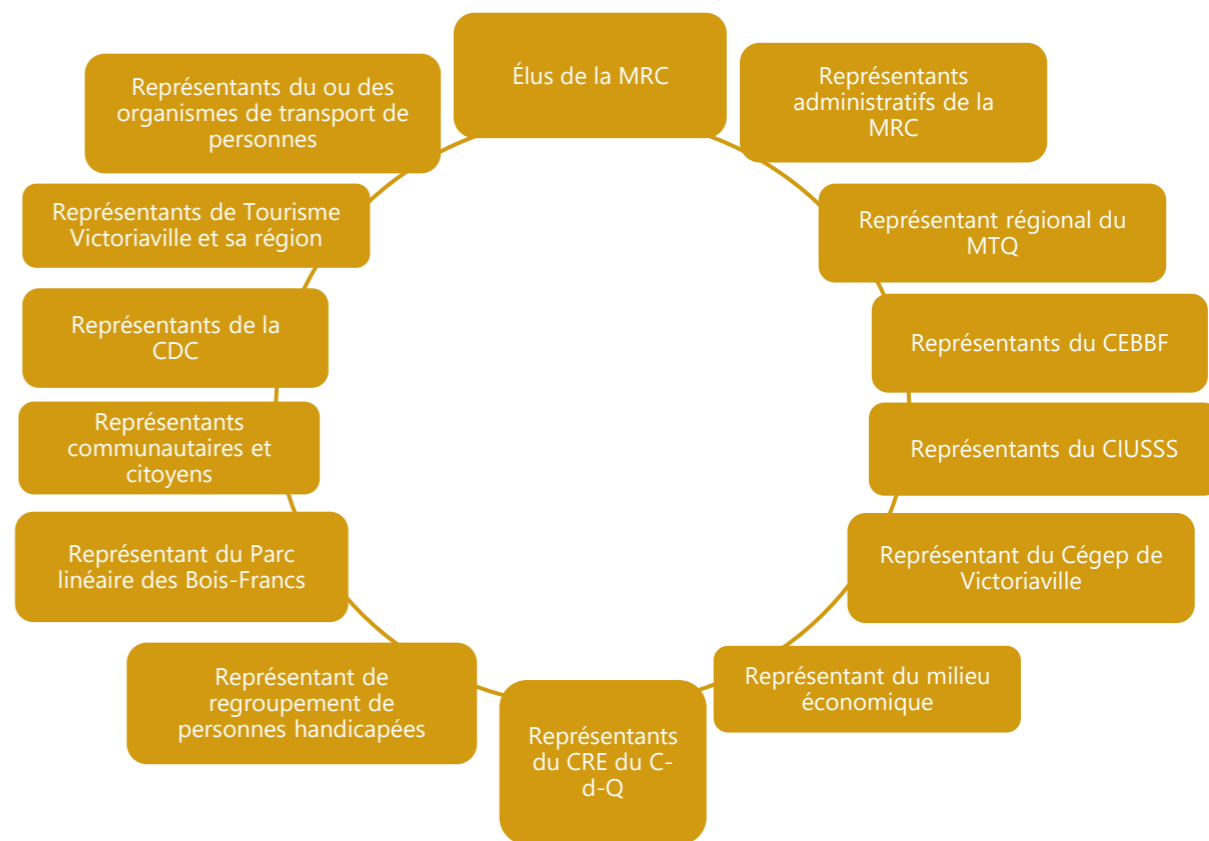 Élus de la MRC
Représentants
administratifs de la
MRC
Représentant régional du
MTQ
Représentants du CEBBF
Représentants du CIUSSS
Représentant du Cégep de
Victoriaville
Représentant du milieu
économique
Représentants
du CRE du C-
d-Q
Représentant de
regroupement de
personnes handicapées
Représentant du Parc
linéaire des Bois-Francs
Représentants
communautaires et
citoyens
Représentants de la
CDC
Représentants de Tourisme
Victoriaville et sa région
Représentants du ou des
organismes de transport de
personnes